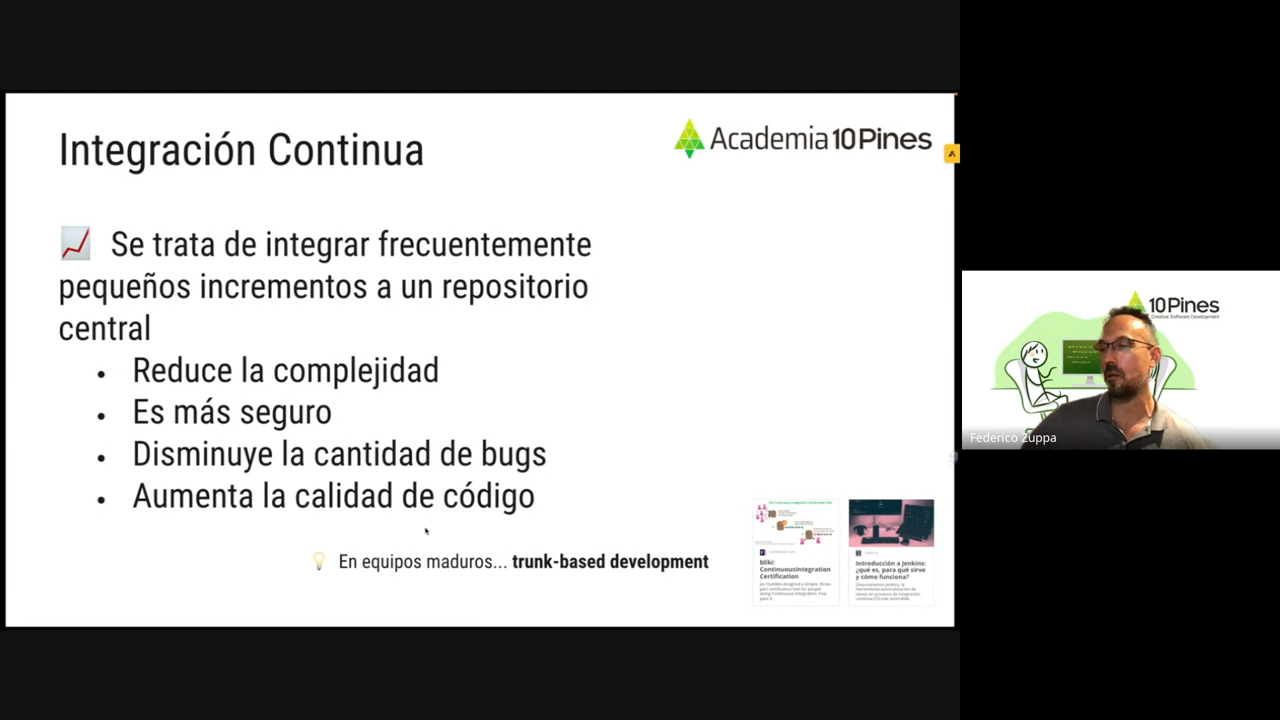 Integración Continua
Academia 10Pines
Se trata de integrar frecuentemente
pequeños incrementos a un repositorio
central
• Reduce la complejidad
• Es más seguro
• Disminuye la cantidad de bugs
• Aumenta la calidad de código
En equipos maduros... trunk-based development
bliki:
ContinuousIntegration
Certification
Introducción a Jenkins:
¿qué es, para qué sirve
y cómo funciona?
10Pines
Creative Software Development
Federico Zuppa